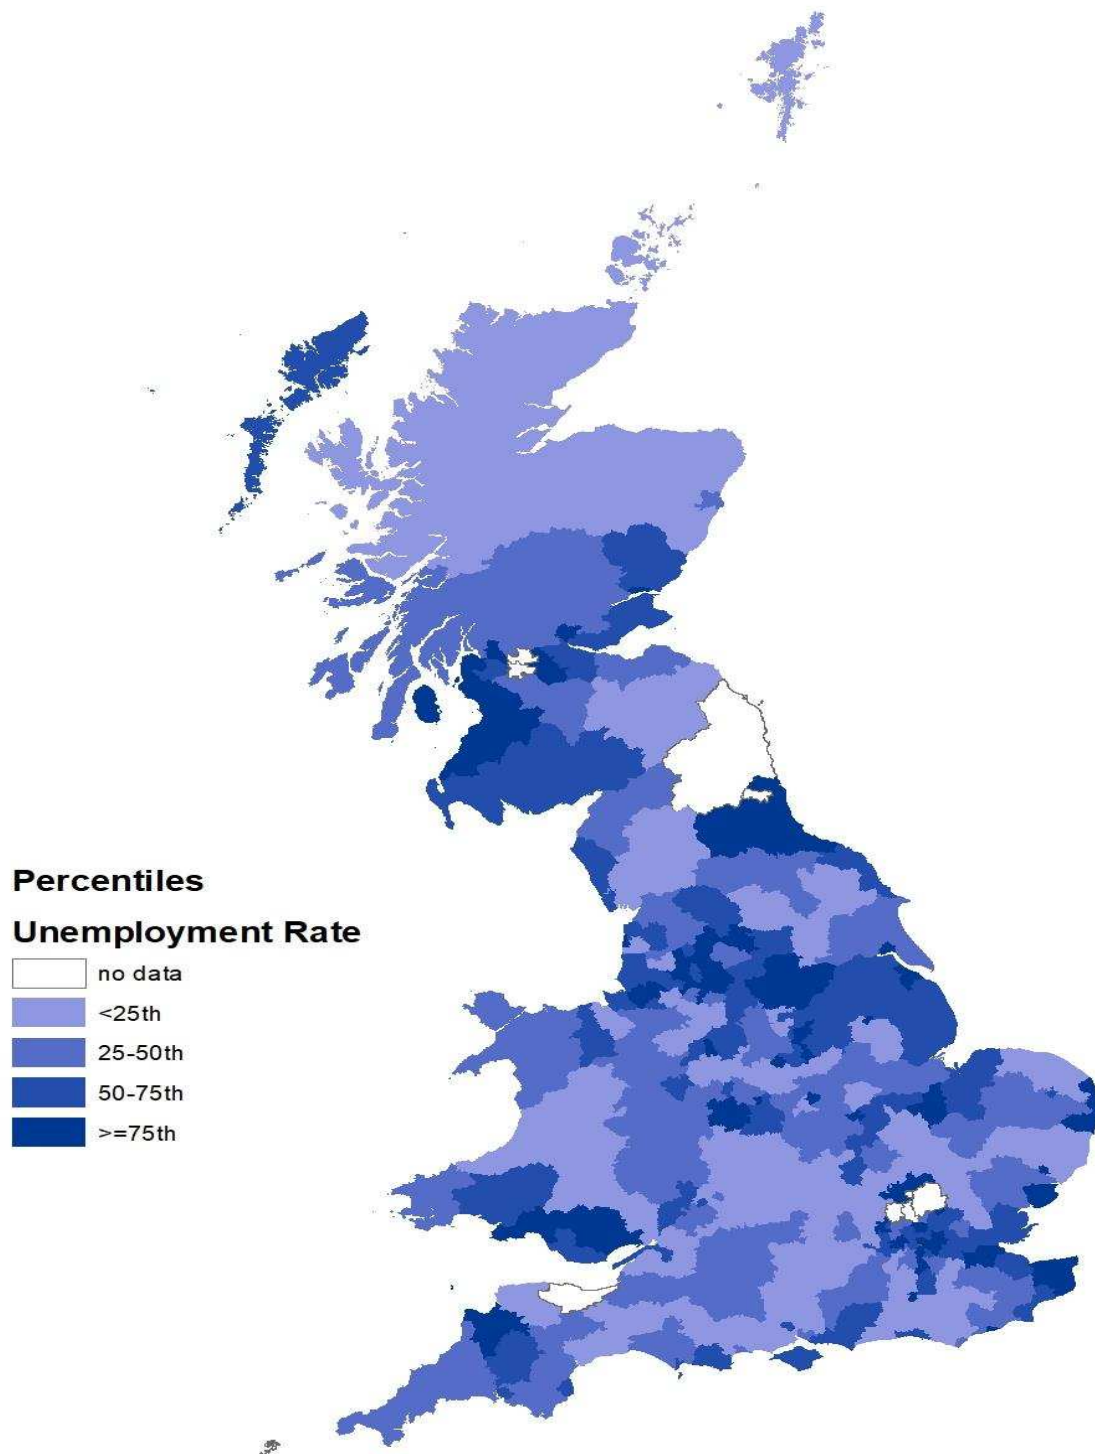 Percentiles
Unemployment Rate
no data
<25th
25-50th
50-75th
>=75th